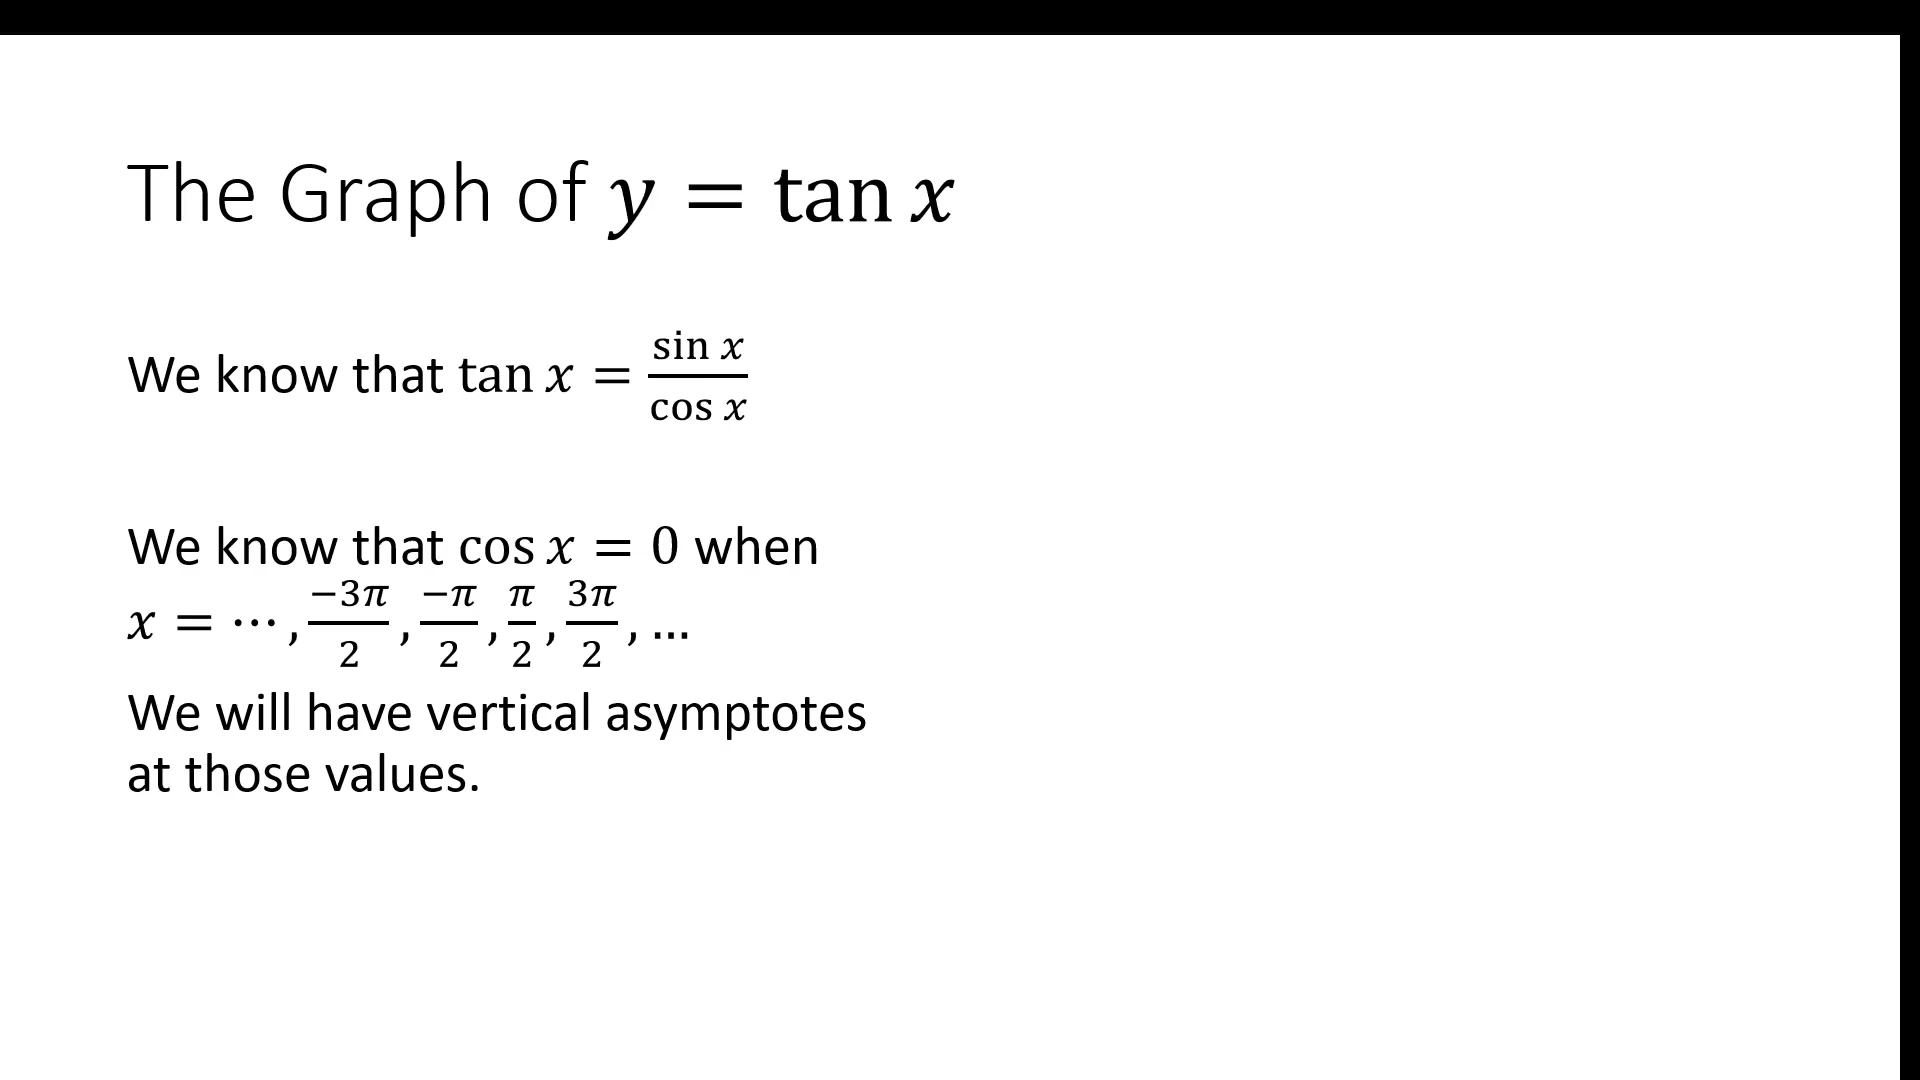 The Graph of y = tan x
We know that tan x = sin x / cos x
We know that cos x = 0 when
x = ⋯ , −3π/2 , −π/2 , π/2 , 3π/2 , …
We will have vertical asymptotes
at those values.